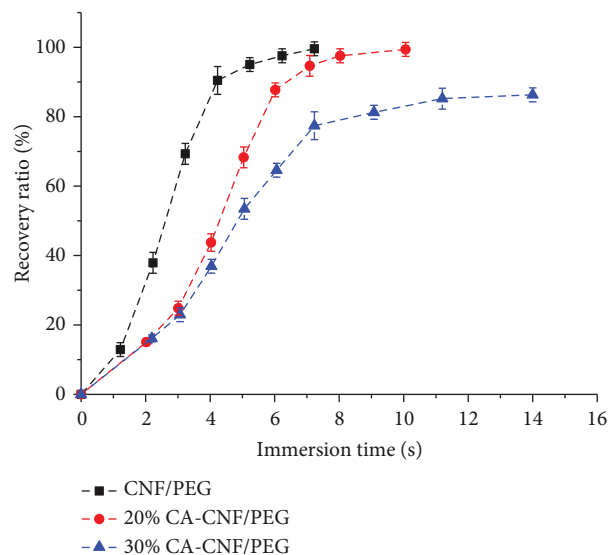 100
80
60
40
20
0
Recovery ratio (%)
0 2 4 6 8 10 12 14 16
Immersion time (s)
CNF/PEG
20% CA-CNF/PEG
30% CA-CNF/PEG